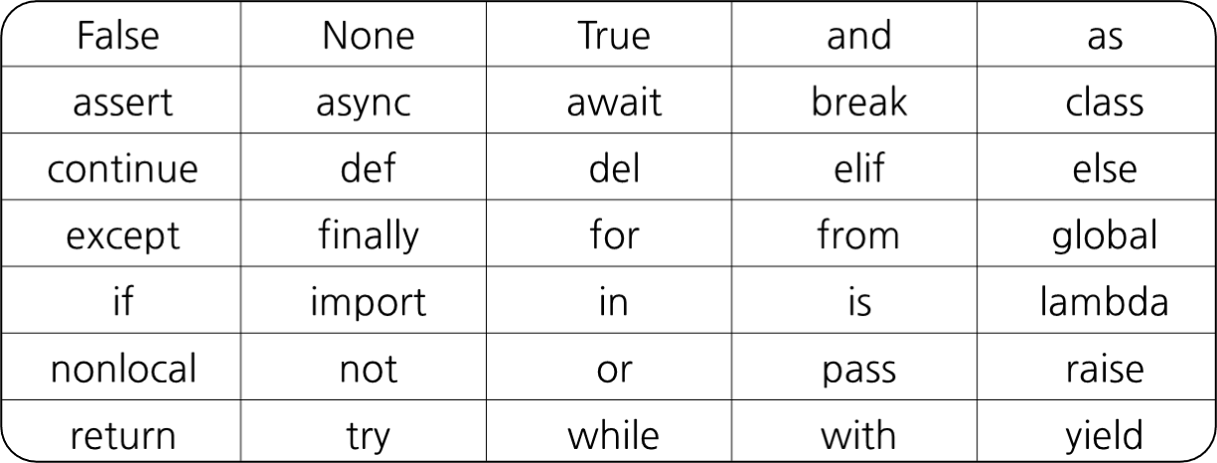 False None True and as
assert async await break class
continue def del elif else
except finally for from global
if import in is lambda
nonlocal not or pass raise
return try while with yield